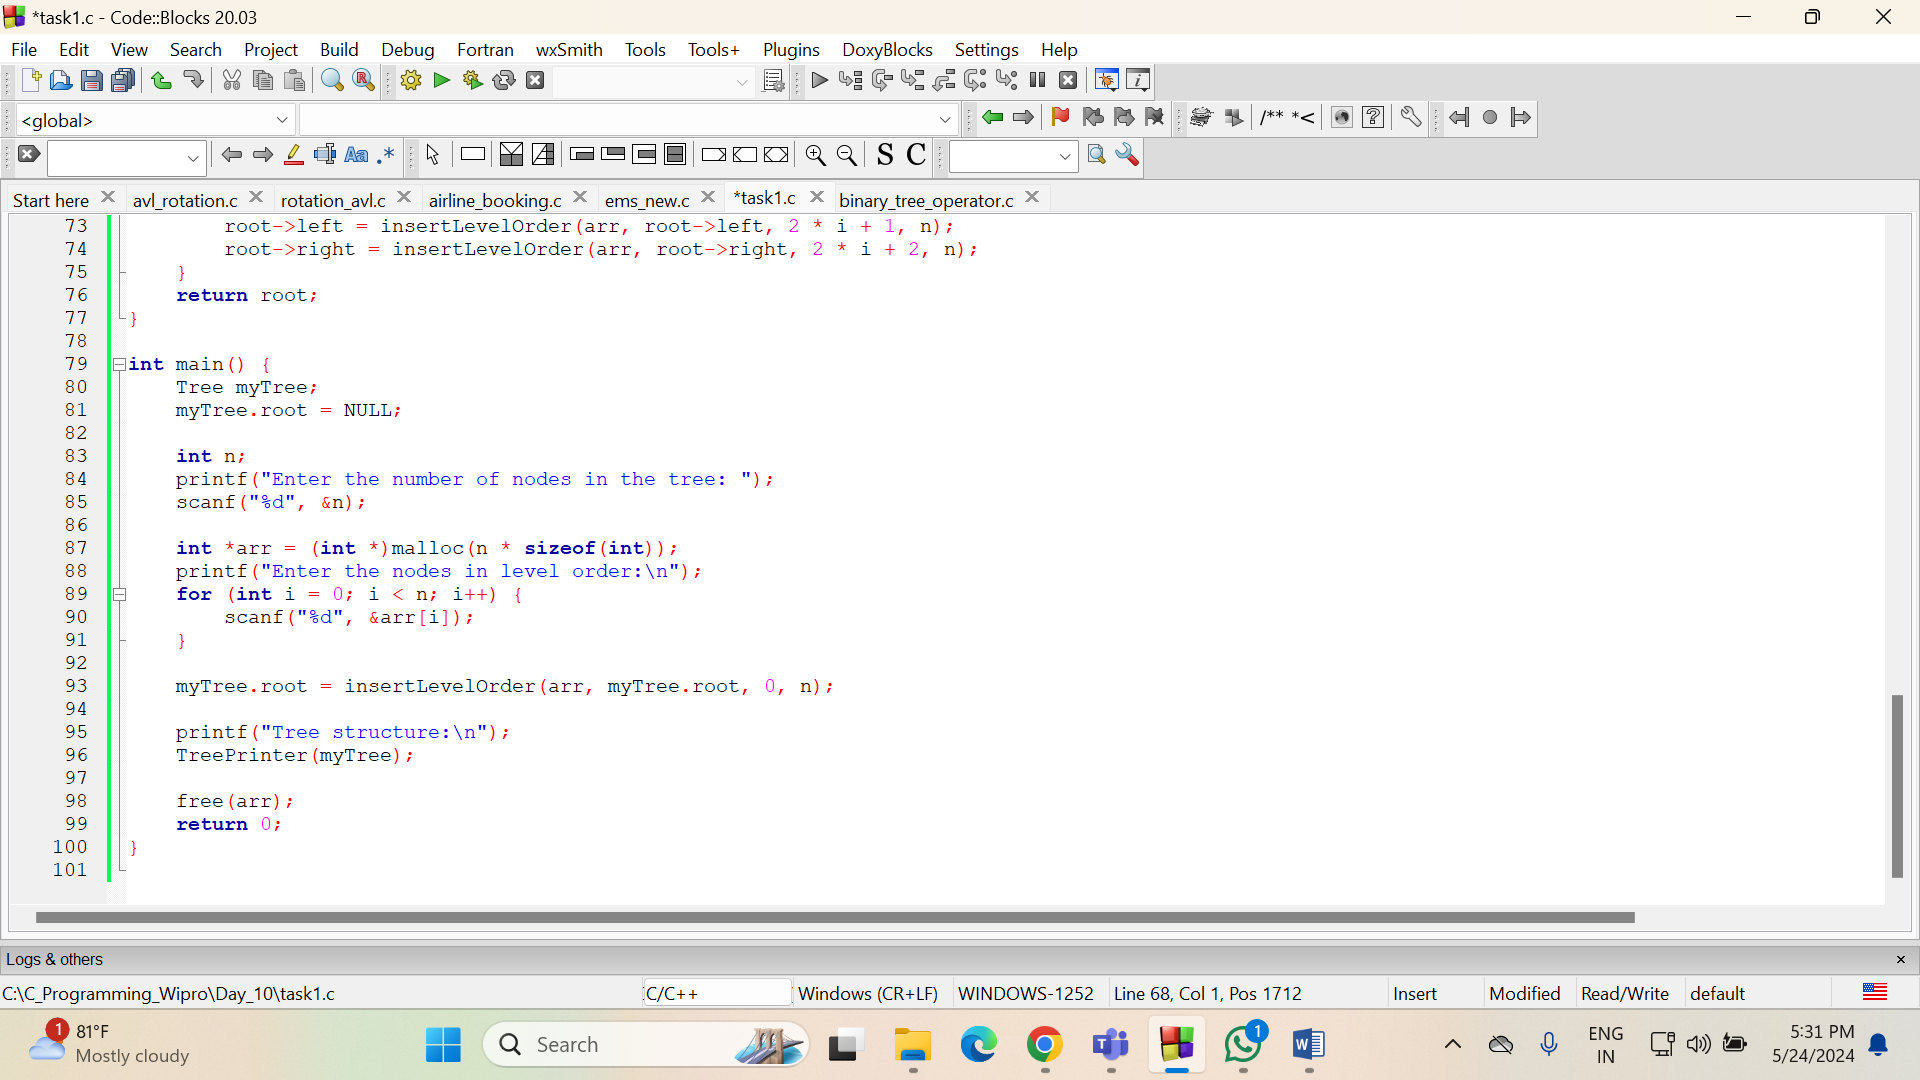 *task1.c - Code::Blocks 20.03
File Edit View Search Project Build Debug Fortran wxSmith Tools Tools+ Plugins DoxyBlocks Settings Help
<global>
/** *<
Aa .* S C
Start here avl_rotation.c rotation_avl.c airline_booking.c ems_new.c *task1.c binary_tree_operator.c
73 root->left = insertLevelOrder(arr, root->left, 2 * i + 1, n);
74 root->right = insertLevelOrder(arr, root->right, 2 * i + 2, n);
75 }
76 return root;
77 }
78
79 int main() {
80 Tree myTree;
81 myTree.root = NULL;
82
83 int n;
84 printf("Enter the number of nodes in the tree: ");
85 scanf("%d", &n);
86
87 int *arr = (int *)malloc(n * sizeof(int));
88 printf("Enter the nodes in level order:\n");
89 for (int i = 0; i < n; i++) {
90 scanf("%d", &arr[i]);
91 }
92
93 myTree.root = insertLevelOrder(arr, myTree.root, 0, n);
94
95 printf("Tree structure:\n");
96 TreePrinter(myTree);
97
98 free(arr);
99 return 0;
100 }
101
Logs & others
C:\C_Programming_Wipro\Day_10\task1.c C/C++ Windows (CR+LF) WINDOWS-1252 Line 68, Col 1, Pos 1712 Insert Modified Read/Write default
1 81°F
Mostly cloudy
Search
1
ENG
IN
5:31 PM
5/24/2024